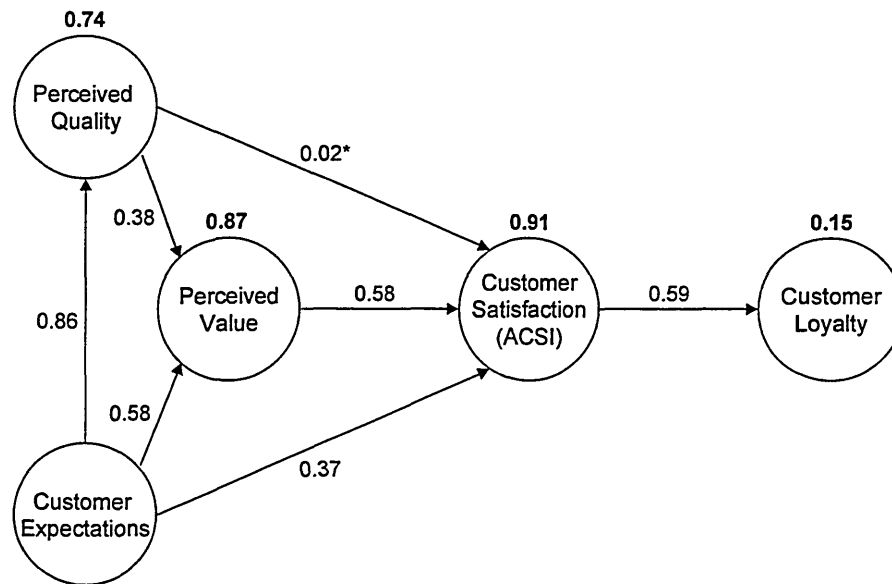 0.74
Perceived
Quality
0.02*
0.38
0.87
0.91
0.15
Perceived
Value
0.58
Customer
Satisfaction
(ACSI)
0.59
Customer
Loyalty
0.86
0.58
0.37
Customer
Expectations